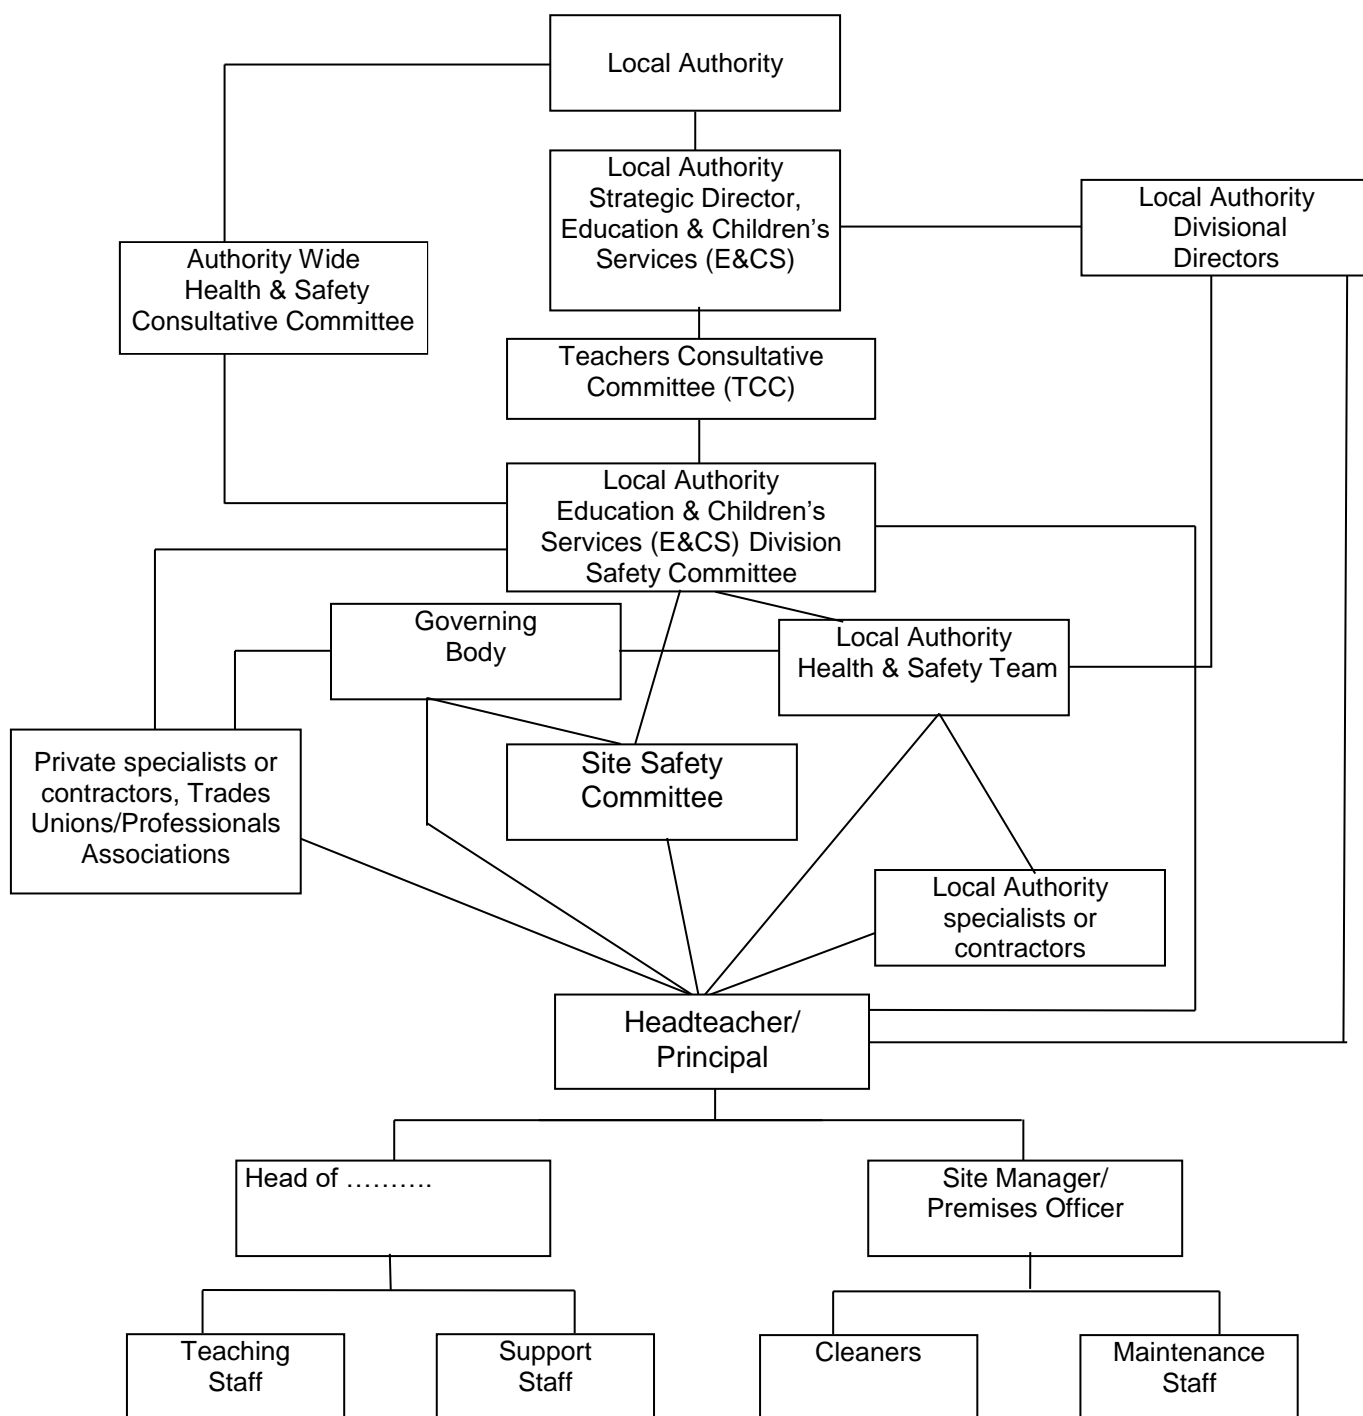 Local Authority
Local Authority
Strategic Director,
Education & Children’s
Services (E&CS)
Local Authority
Divisional
Directors
Authority Wide
Health & Safety
Consultative Committee
Teachers Consultative
Committee (TCC)
Local Authority
Education & Children’s
Services (E&CS) Division
Safety Committee
Governing
Body
Local Authority
Health & Safety Team
Private specialists or
contractors, Trades
Unions/Professionals
Associations
Site Safety
Committee
Local Authority
specialists or
contractors
Headteacher/
Principal
Head of ……….
Site Manager/
Premises Officer
Teaching
Staff
Support
Staff
Cleaners
Maintenance
Staff